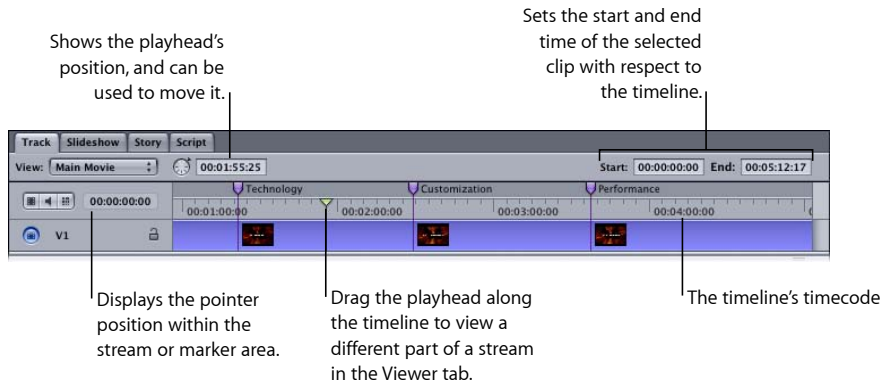 Sets the start and end
time of the selected
clip with respect to
the timeline.
Shows the playhead's
position, and can be
used to move it.
Track Slideshow Story Script
View: Main Movie 00:01:55:25 Start: 00:00:00:00 End: 00:05:12:17
Technology Customization Performance
00:00:00:00
00:01:00:00 00:02:00:00 00:03:00:00 00:04:00:00
V1
Displays the pointer
position within the
stream or marker area.
Drag the playhead along
the timeline to view a
different part of a stream
in the Viewer tab.
The timeline's timecode